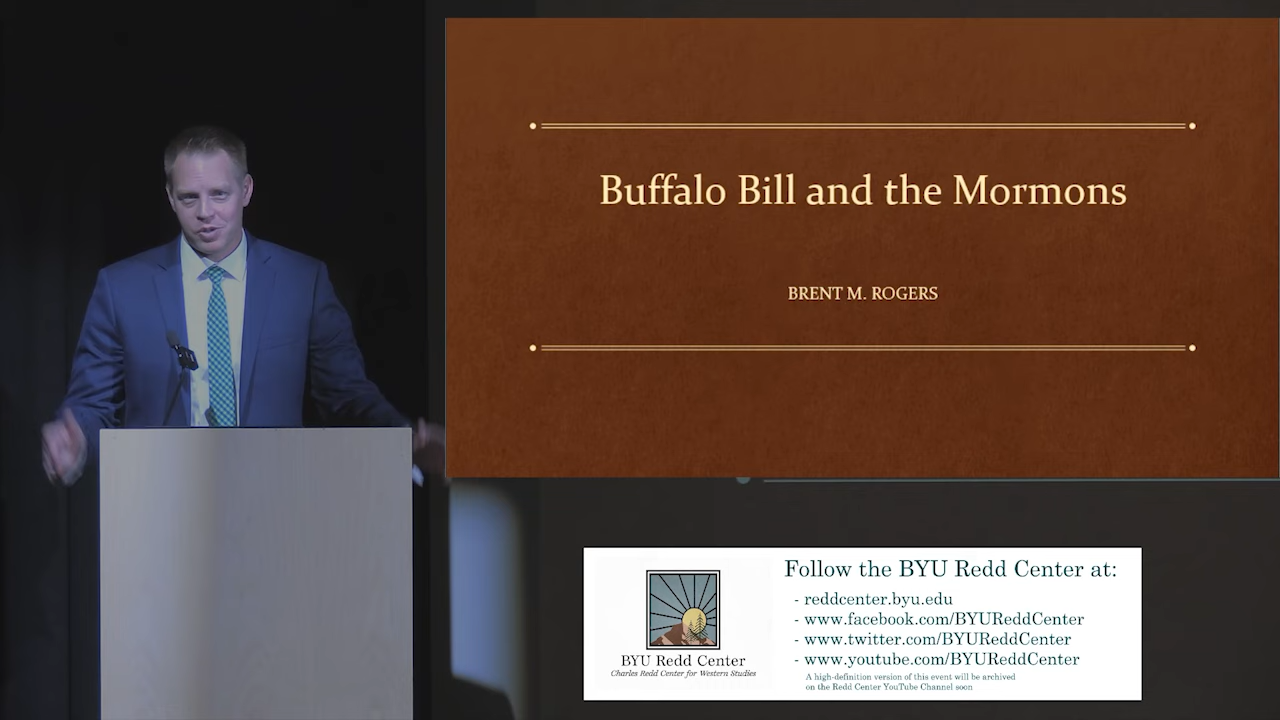 Buffalo Bill and the Mormons
BRENT M. ROGERS
BYU Redd Center
Charles Redd Center for Western Studies
Follow the BYU Redd Center at:
- reddcenter.byu.edu
- www.facebook.com/BYUReddCenter
- www.twitter.com/BYUReddCenter
- www.youtube.com/BYUReddCenter
A high-definition version of this event will be archived
on the Redd Center YouTube Channel soon